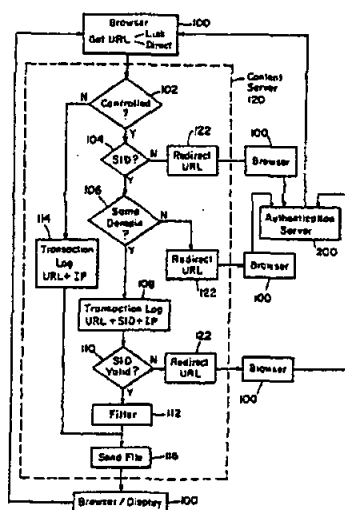 Browser
Get URL
Link
Direct
100
Content
Server
120
102
Controlled
?
N
Y
104
SID?
N
122
Redirect
URL
100
Browser
Y
106
Same
Domain
?
N
Y
Authentication
Server
200
114
Transaction
Log
URL + IP
Redirect
URL
122
Browser
100
108
Transaction Log
URL + SID + IP
110
SID
Valid?
N
122
Redirect
URL
Browser
100
Y
Filter
112
Send File
116
Browser / Display
100